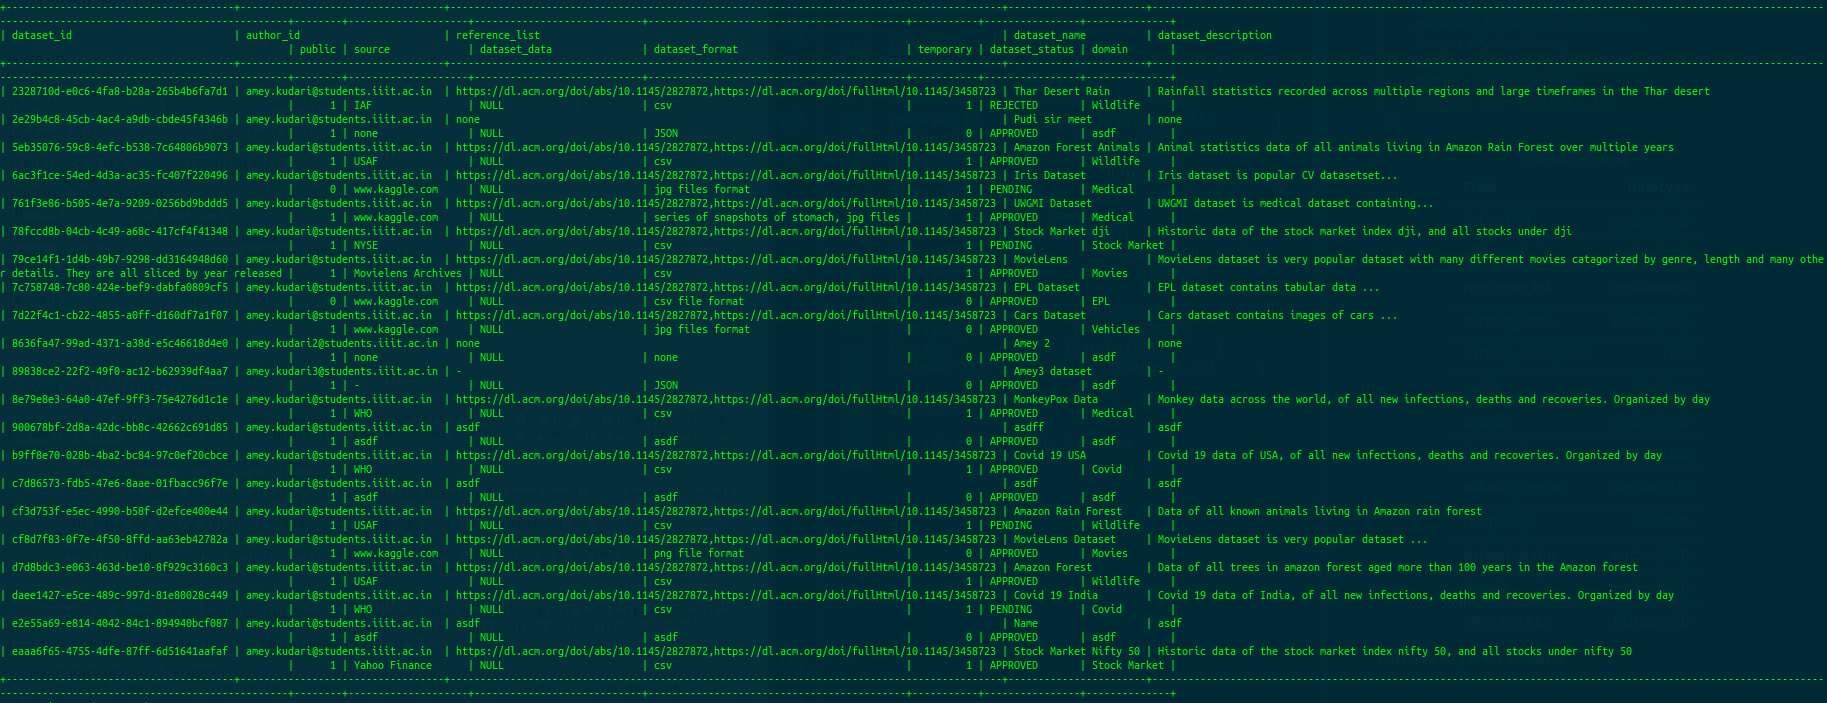 | dataset_id | author_id | reference_list | dataset_name | dataset_description
| public | source | dataset_data | dataset_format | temporary | dataset_status | domain |
| 2328710d-e0c6-4fa8-b28a-265b4b6fa7d1 | amey.kudari@students.iiit.ac.in | https://dl.acm.org/doi/abs/10.1145/2827872,https://dl.acm.org/doi/fullHtml/10.1145/3458723 | Thar Desert Rain | Rainfall statistics recorded across multiple regions and large timeframes in the Thar desert
| 1 | IAF | NULL | csv | 1 | REJECTED | Wildlife |
| 2e29b4c8-45cb-4ac4-a9db-cbde45f4346b | amey.kudari@students.iiit.ac.in | none | Pudi sir meet | none
| 1 | none | NULL | JSON | 0 | APPROVED | asdf |
| 5eb35076-59c8-4efc-b538-7c64806b9073 | amey.kudari@students.iiit.ac.in | https://dl.acm.org/doi/abs/10.1145/2827872,https://dl.acm.org/doi/fullHtml/10.1145/3458723 | Amazon Forest Animals | Animal statistics data of all animals living in Amazon Rain Forest over multiple years
| 1 | USAF | NULL | csv | 1 | APPROVED | Wildlife |
| 6ac3f1ce-54ed-4d3a-ac35-fc407f220496 | amey.kudari@students.iiit.ac.in | https://dl.acm.org/doi/abs/10.1145/2827872,https://dl.acm.org/doi/fullHtml/10.1145/3458723 | Iris Dataset | Iris dataset is popular CV datasetset...
| 0 | www.kaggle.com | NULL | jpg files format | 1 | PENDING | Medical |
| 761f3e86-b505-4e7a-9209-0256bd9bddd5 | amey.kudari@students.iiit.ac.in | https://dl.acm.org/doi/abs/10.1145/2827872,https://dl.acm.org/doi/fullHtml/10.1145/3458723 | UWGMI Dataset | UWGMI dataset is medical dataset containing...
| 1 | www.kaggle.com | NULL | series of snapshots of stomach, jpg files | 1 | APPROVED | Medical |
| 78fccd8b-04cb-4c49-a68c-417cf4f41348 | amey.kudari@students.iiit.ac.in | https://dl.acm.org/doi/abs/10.1145/2827872,https://dl.acm.org/doi/fullHtml/10.1145/3458723 | Stock Market dji | Historic data of the stock market index dji, and all stocks under dji
| 1 | NYSE | NULL | csv | 1 | PENDING | Stock Market |
| 79ce14f1-1d4b-49b7-9298-dd3164948d60 | amey.kudari@students.iiit.ac.in | https://dl.acm.org/doi/abs/10.1145/2827872,https://dl.acm.org/doi/fullHtml/10.1145/3458723 | MovieLens | MovieLens dataset is very popular dataset with many different movies catagorized by genre, length and many othe
r details. They are all sliced by year released | 1 | Movielens Archives | NULL | csv | 1 | APPROVED | Movies |
| 7c758748-7c80-424e-bef9-dabfa0809cf5 | amey.kudari@students.iiit.ac.in | https://dl.acm.org/doi/abs/10.1145/2827872,https://dl.acm.org/doi/fullHtml/10.1145/3458723 | EPL Dataset | EPL dataset contains tabular data ...
| 0 | www.kaggle.com | NULL | csv file format | 0 | APPROVED | EPL |
| 7d22f4c1-cb22-4855-a0ff-d160df7a1f07 | amey.kudari@students.iiit.ac.in | https://dl.acm.org/doi/abs/10.1145/2827872,https://dl.acm.org/doi/fullHtml/10.1145/3458723 | Cars Dataset | Cars dataset contains images of cars ...
| 1 | www.kaggle.com | NULL | jpg files format | 0 | APPROVED | Vehicles |
| 8636fa47-99ad-4371-a38d-e5c46618d4e0 | amey.kudari2@students.iiit.ac.in | none | Amey 2 | none
| 1 | none | NULL | none | 0 | APPROVED | asdf |
| 89838ce2-22f2-49f0-ac12-b62939df4aa7 | amey.kudari3@students.iiit.ac.in | - | Amey3 dataset | -
| 1 | - | NULL | JSON | 0 | APPROVED | asdf |
| 8e79e8e3-64a0-47ef-9ff3-75e4276d1c1e | amey.kudari@students.iiit.ac.in | https://dl.acm.org/doi/abs/10.1145/2827872,https://dl.acm.org/doi/fullHtml/10.1145/3458723 | MonkeyPox Data | Monkey data across the world, of all new infections, deaths and recoveries. Organized by day
| 1 | WHO | NULL | csv | 1 | APPROVED | Medical |
| 900678bf-2d8a-42dc-bb8c-42662c691d85 | amey.kudari@students.iiit.ac.in | asdf | asdff | asdf
| 1 | asdf | NULL | asdf | 0 | APPROVED | asdf |
| b9ff8e70-028b-4ba2-bc84-97c0ef20cbce | amey.kudari@students.iiit.ac.in | https://dl.acm.org/doi/abs/10.1145/2827872,https://dl.acm.org/doi/fullHtml/10.1145/3458723 | Covid 19 USA | Covid 19 data of USA, of all new infections, deaths and recoveries. Organized by day
| 1 | WHO | NULL | csv | 1 | APPROVED | Covid |
| c7d86573-fdb5-47e6-8aae-01fbacc96f7e | amey.kudari@students.iiit.ac.in | asdf | asdf | asdf
| 1 | asdf | NULL | asdf | 0 | APPROVED | asdf |
| cf3d753f-e5ec-4990-b58f-d2efce400e44 | amey.kudari@students.iiit.ac.in | https://dl.acm.org/doi/abs/10.1145/2827872,https://dl.acm.org/doi/fullHtml/10.1145/3458723 | Amazon Rain Forest | Data of all known animals living in Amazon rain forest
| 1 | USAF | NULL | csv | 1 | PENDING | Wildlife |
| cf8d7f83-0f7e-4f50-8ffd-aa63eb42782a | amey.kudari@students.iiit.ac.in | https://dl.acm.org/doi/abs/10.1145/2827872,https://dl.acm.org/doi/fullHtml/10.1145/3458723 | MovieLens Dataset | MovieLens dataset is very popular dataset ...
| 1 | www.kaggle.com | NULL | png file format | 0 | APPROVED | Movies |
| d7d8bdc3-e063-463d-be10-8f929c3160c3 | amey.kudari@students.iiit.ac.in | https://dl.acm.org/doi/abs/10.1145/2827872,https://dl.acm.org/doi/fullHtml/10.1145/3458723 | Amazon Forest | Data of all trees in amazon forest aged more than 100 years in the Amazon forest
| 1 | USAF | NULL | csv | 1 | APPROVED | Wildlife |
| daee1427-e5ce-489c-997d-81e80028c449 | amey.kudari@students.iiit.ac.in | https://dl.acm.org/doi/abs/10.1145/2827872,https://dl.acm.org/doi/fullHtml/10.1145/3458723 | Covid 19 India | Covid 19 data of India, of all new infections, deaths and recoveries. Organized by day
| 1 | WHO | NULL | csv | 1 | PENDING | Covid |
| e2e55a69-e814-4042-84c1-894940bcf087 | amey.kudari@students.iiit.ac.in | asdf | Name | asdf
| 1 | asdf | NULL | asdf | 0 | APPROVED | asdf |
| eaaa6f65-4755-4dfe-87ff-6d51641aafaf | amey.kudari@students.iiit.ac.in | https://dl.acm.org/doi/abs/10.1145/2827872,https://dl.acm.org/doi/fullHtml/10.1145/3458723 | Stock Market Nifty 50 | Historic data of the stock market index nifty 50, and all stocks under nifty 50
| 1 | Yahoo Finance | NULL | csv | 1 | APPROVED | Stock Market |